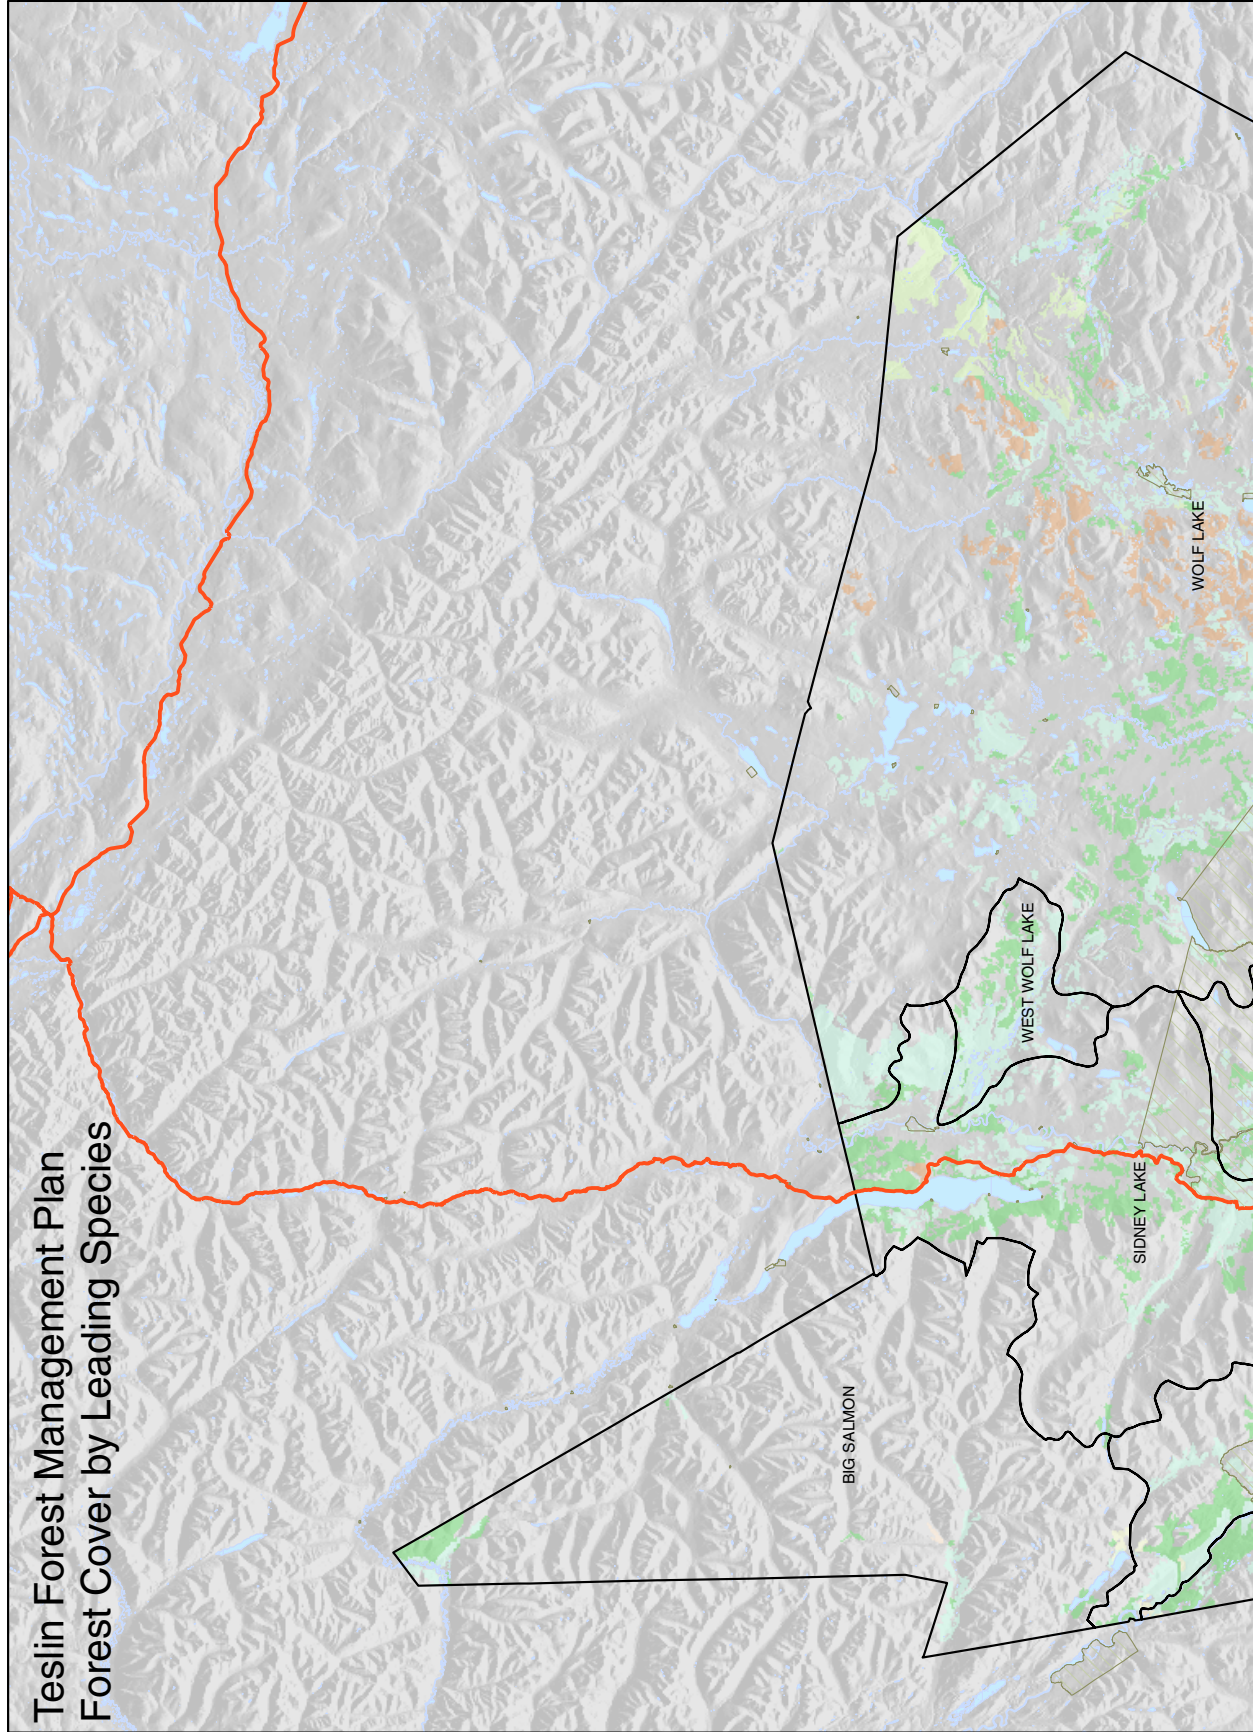 Teslin Forest Management Plan
Forest Cover by Leading Species
BIG SALMON
SIDNEY LAKE
WEST WOLF LAKE
WOLF LAKE